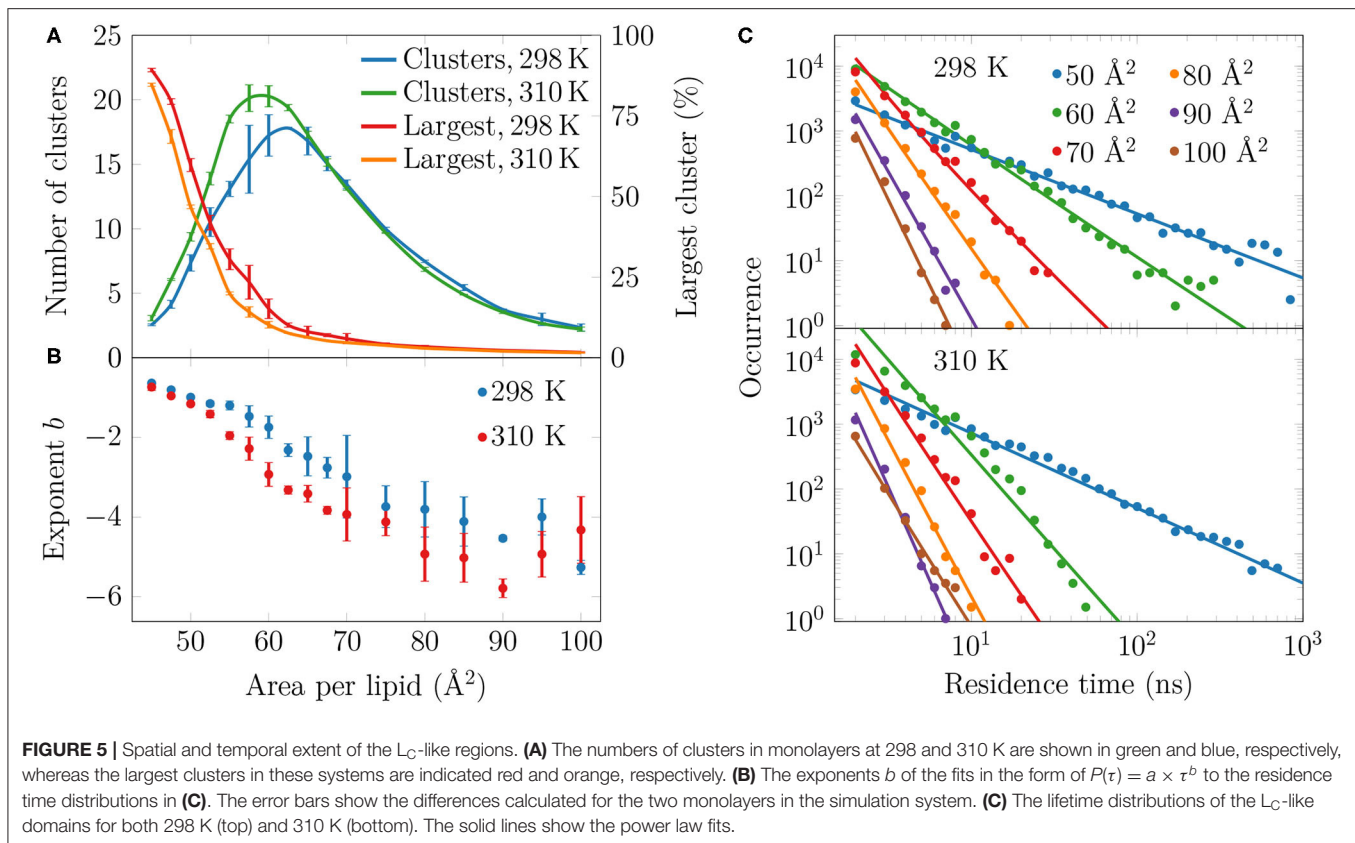 A
25
20
15
10
5
0
Number of clusters
Clusters, 298 K
Clusters, 310 K
Largest, 298 K
Largest, 310 K
100
75
50
25
0
Largest cluster (%)
B
−2
−4
−6
Exponent b
298 K
310 K
50 60 70 80 90 100
Area per lipid (Å²)
C
298 K
50 Å²
60 Å²
70 Å²
80 Å²
90 Å²
100 Å²
10⁴
10³
10²
10¹
10⁰
Occurrence
310 K
10⁴
10³
10²
10¹
10⁰
10¹ 10² 10³
Residence time (ns)
FIGURE 5 | Spatial and temporal extent of the L_C-like regions. (A) The numbers of clusters in monolayers at 298 and 310 K are shown in green and blue, respectively,
whereas the largest clusters in these systems are indicated red and orange, respectively. (B) The exponents b of the fits in the form of P(τ) = a × τᵇ to the residence
time distributions in (C). The error bars show the differences calculated for the two monolayers in the simulation system. (C) The lifetime distributions of the L_C-like
domains for both 298 K (top) and 310 K (bottom). The solid lines show the power law fits.